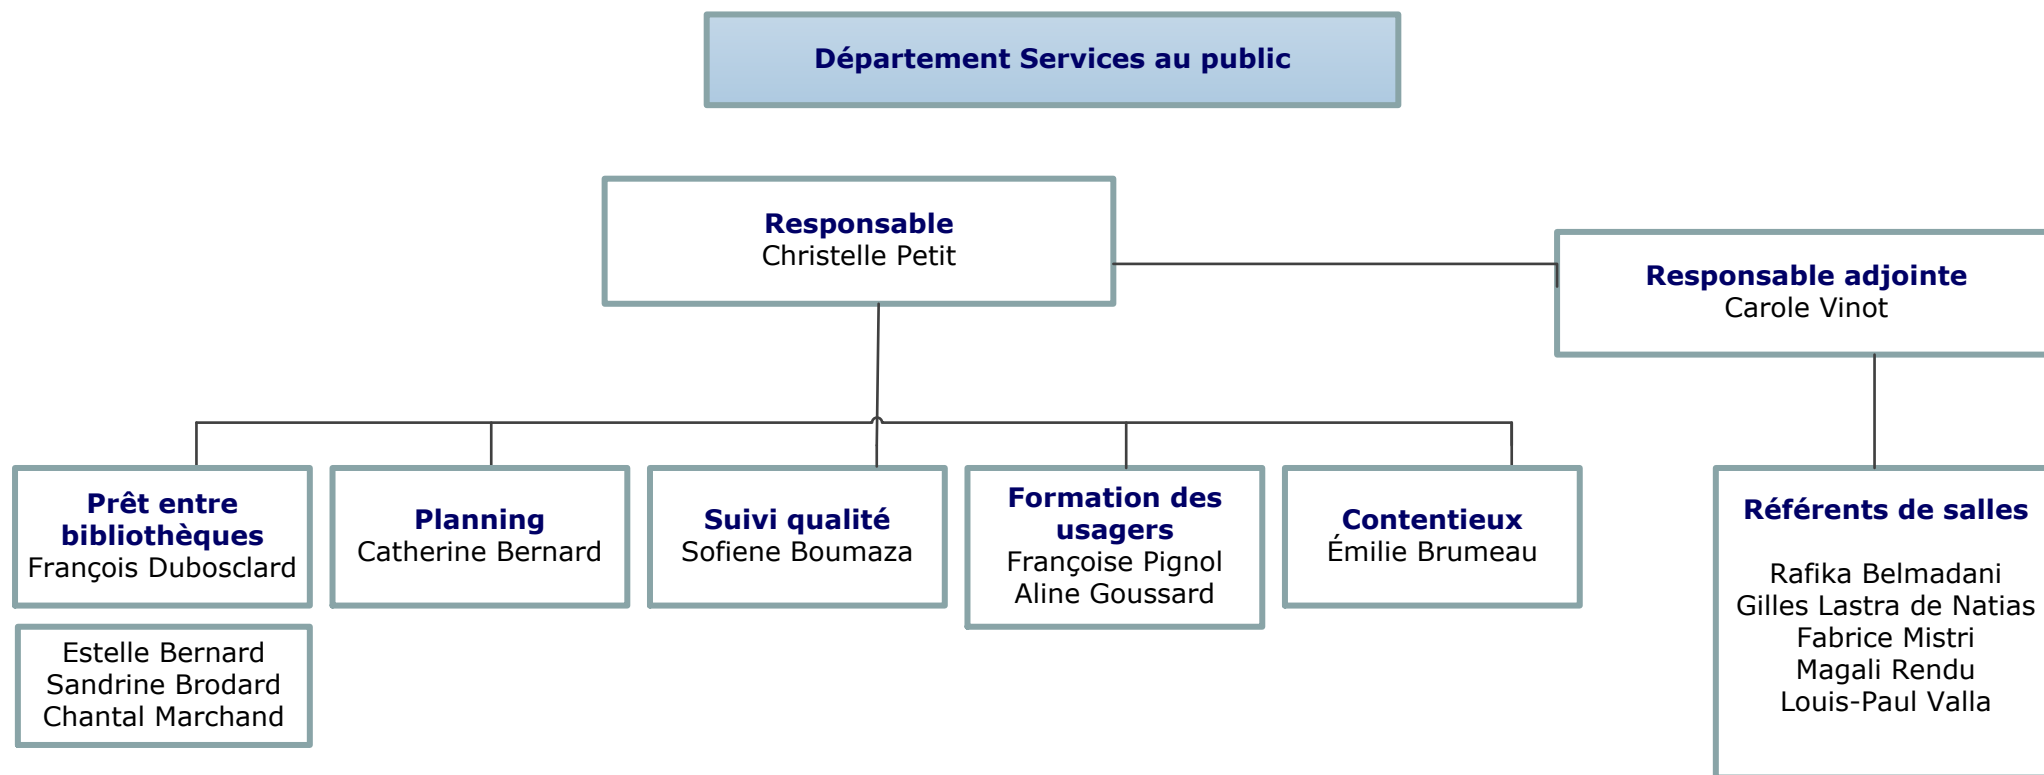 Département Services au public
Responsable
Christelle Petit
Responsable adjointe
Carole Vinot
Prêt entre
bibliothèques
François Dubosclard
Estelle Bernard
Sandrine Brodard
Chantal Marchand
Planning
Catherine Bernard
Suivi qualité
Sofiene Boumaza
Formation des
usagers
Françoise Pignol
Aline Goussard
Contentieux
Émilie Brumeau
Référents de salles
Rafika Belmadani
Gilles Lastra de Natias
Fabrice Mistri
Magali Rendu
Louis-Paul Valla